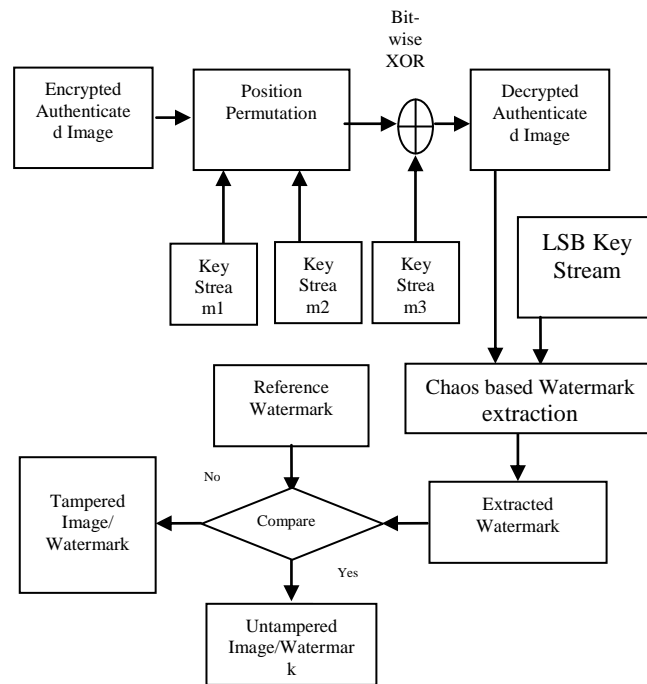 Bit-
wise
XOR
Encrypted
Authenticate
d Image
Position
Permutation
Decrypted
Authenticate
d Image
Key
Strea
m1
Key
Strea
m2
Key
Strea
m3
LSB Key
Stream
Reference
Watermark
Chaos based Watermark
extraction
No
Tampered
Image/
Watermark
Compare
Extracted
Watermark
Yes
Untampered
Image/Watermar
k